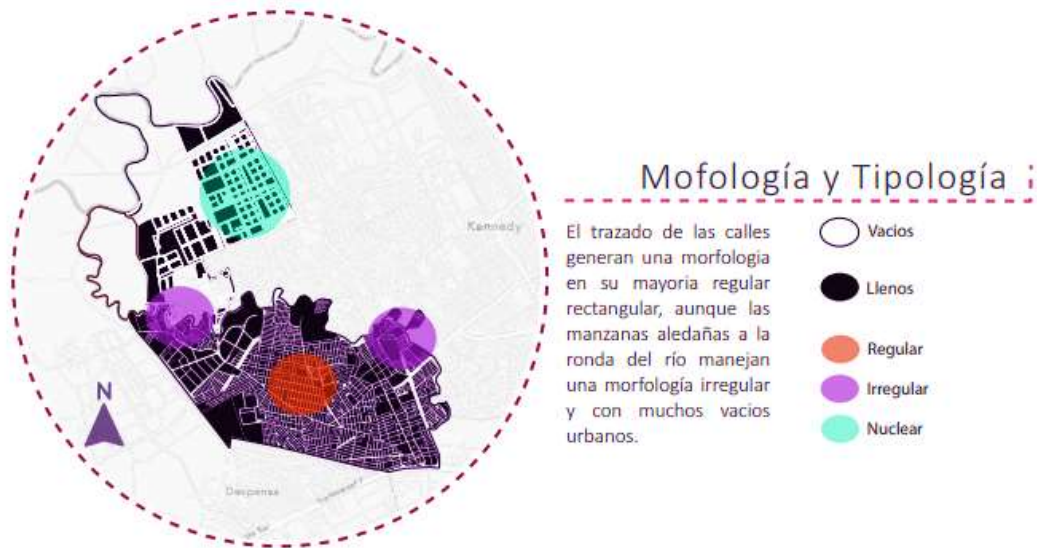 Mofología y Tipología
El trazado de las calles
generan una morfologia
en su mayoria regular
rectangular, aunque las
manzanas aledañas a la
ronda del río manejan
una morfología irregular
y con muchos vacios
urbanos.
Vacios
Llenos
Regular
Irregular
Nuclear
Kennedy
N
Despensa